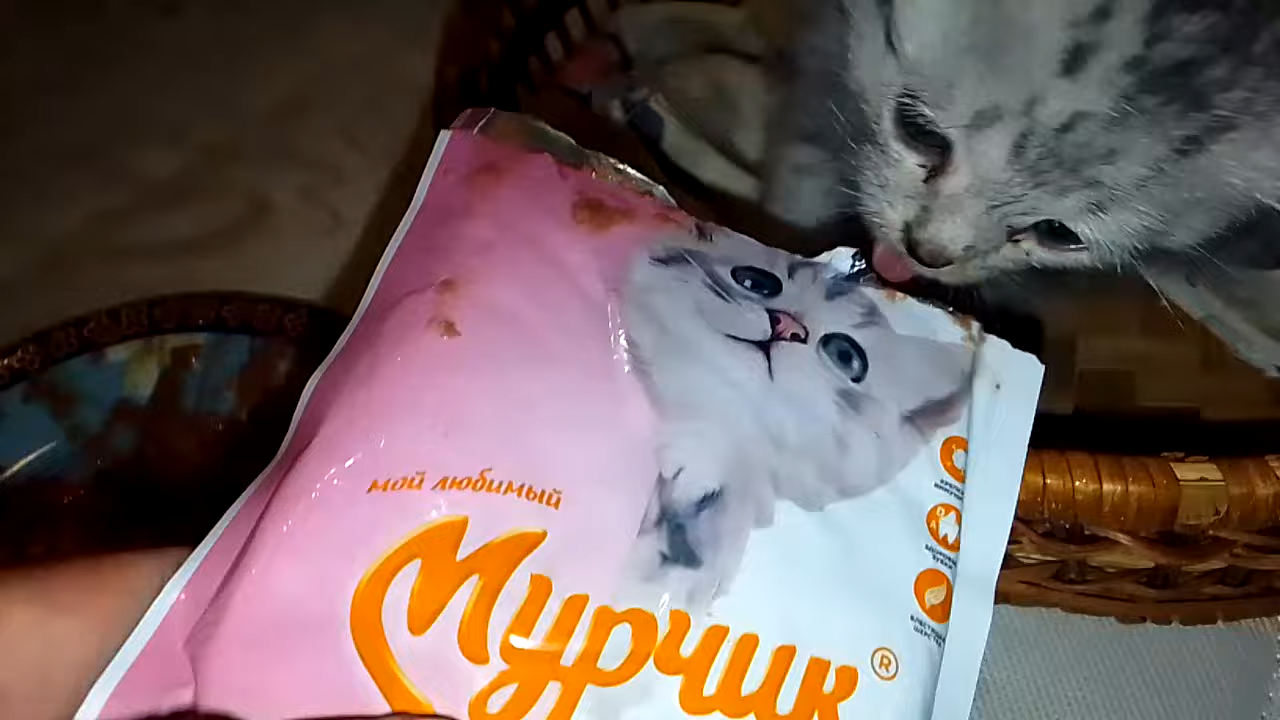 мой любимый
Мурчик
®